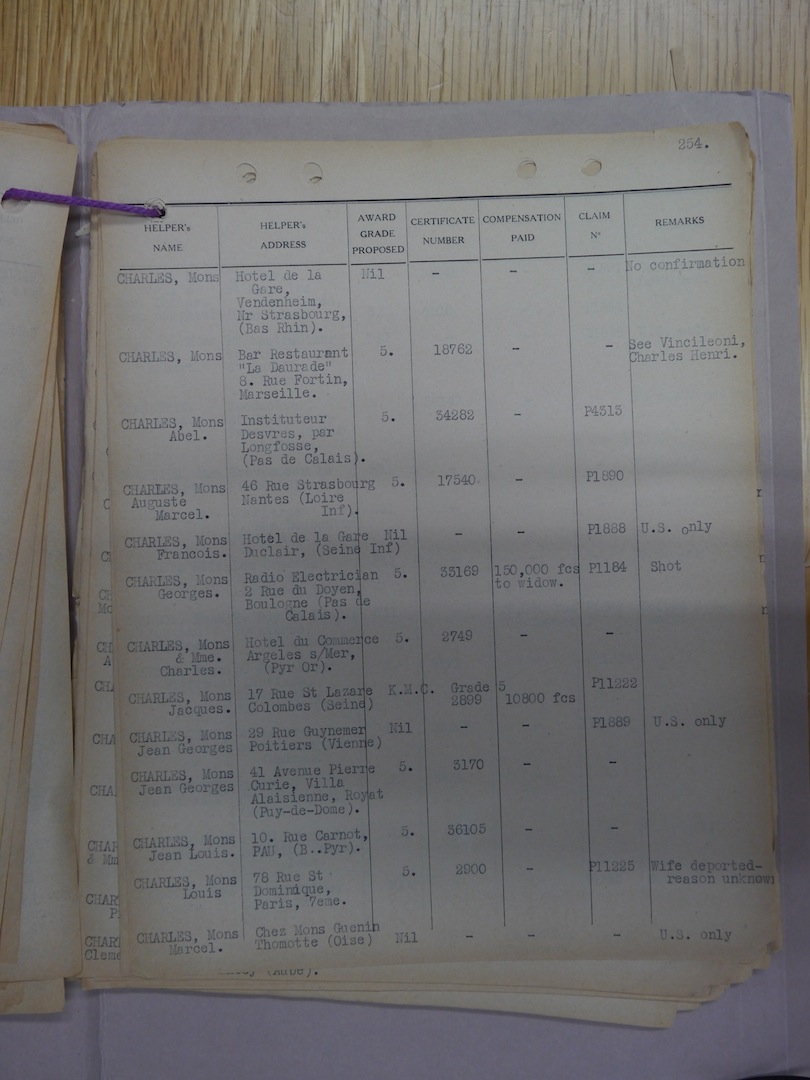 254.
HELPER's NAME | HELPER's ADDRESS | AWARD GRADE PROPOSED | CERTIFICATE NUMBER | COMPENSATION PAID | CLAIM Nº | REMARKS
CHARLES, Mons | Hotel de la | Nil | - | - | - | No confirmation
Gare,
Vendenheim,
Nr Strasbourg,
(Bas Rhin).
CHARLES, Mons | Bar Restaurant | 5. | 18762 | - | - | See Vincileoni,
"La Daurade" | Charles Henri.
8. Rue Fortin,
Marseille.
CHARLES, Mons | Instituteur | 5. | 34282 | - | P4313
Abel. | Desvres, par
Longfosse,
(Pas de Calais).
CHARLES, Mons | 46 Rue Strasbourg | 5. | 17540 | - | P1890
Auguste | Nantes (Loire
Marcel. | Inf).
CHARLES, Mons | Hotel de la Gare | Nil | - | - | P1888 | U.S. only
Francois. | Duclair, (Seine Inf)
CHARLES, Mons | Radio Electrician | 5. | 33169 | 150,000 fcs | P1184 | Shot
Georges. | 2 Rue du Doyen, | to widow.
Boulogne (Pas de
Calais).
CHARLES, Mons | Hotel du Commerce | 5. | 2749 | - | -
& Mme. | Argeles s/Mer,
Charles. | (Pyr Or).
CHARLES, Mons | 17 Rue St Lazare | K.M.C. Grade 5 | P11222
Jacques. | Colombes (Seine) | 2899 | 10800 fcs
CHARLES, Mons | 29 Rue Guynemer | Nil | - | - | P1889 | U.S. only
Jean Georges | Poitiers (Vienne)
CHARLES, Mons | 41 Avenue Pierre | 5. | 3170 | - | -
Jean Georges | Curie, Villa
Alaisienne, Royat
(Puy-de-Dome).
CHARLES, Mons | 10. Rue Carnot, | 5. | 36105 | - | -
Jean Louis. | PAU, (B..Pyr).
CHARLES, Mons | 78 Rue St | 5. | 2900 | - | P11225 | Wife deported-
Louis | Dominique, | reason unknown
Paris, 7eme.
CHARLES, Mons | Chez Mons Guenin | Nil | - | - | - | U.S. only
Marcel. | Thomotte (Oise)
(Aube).